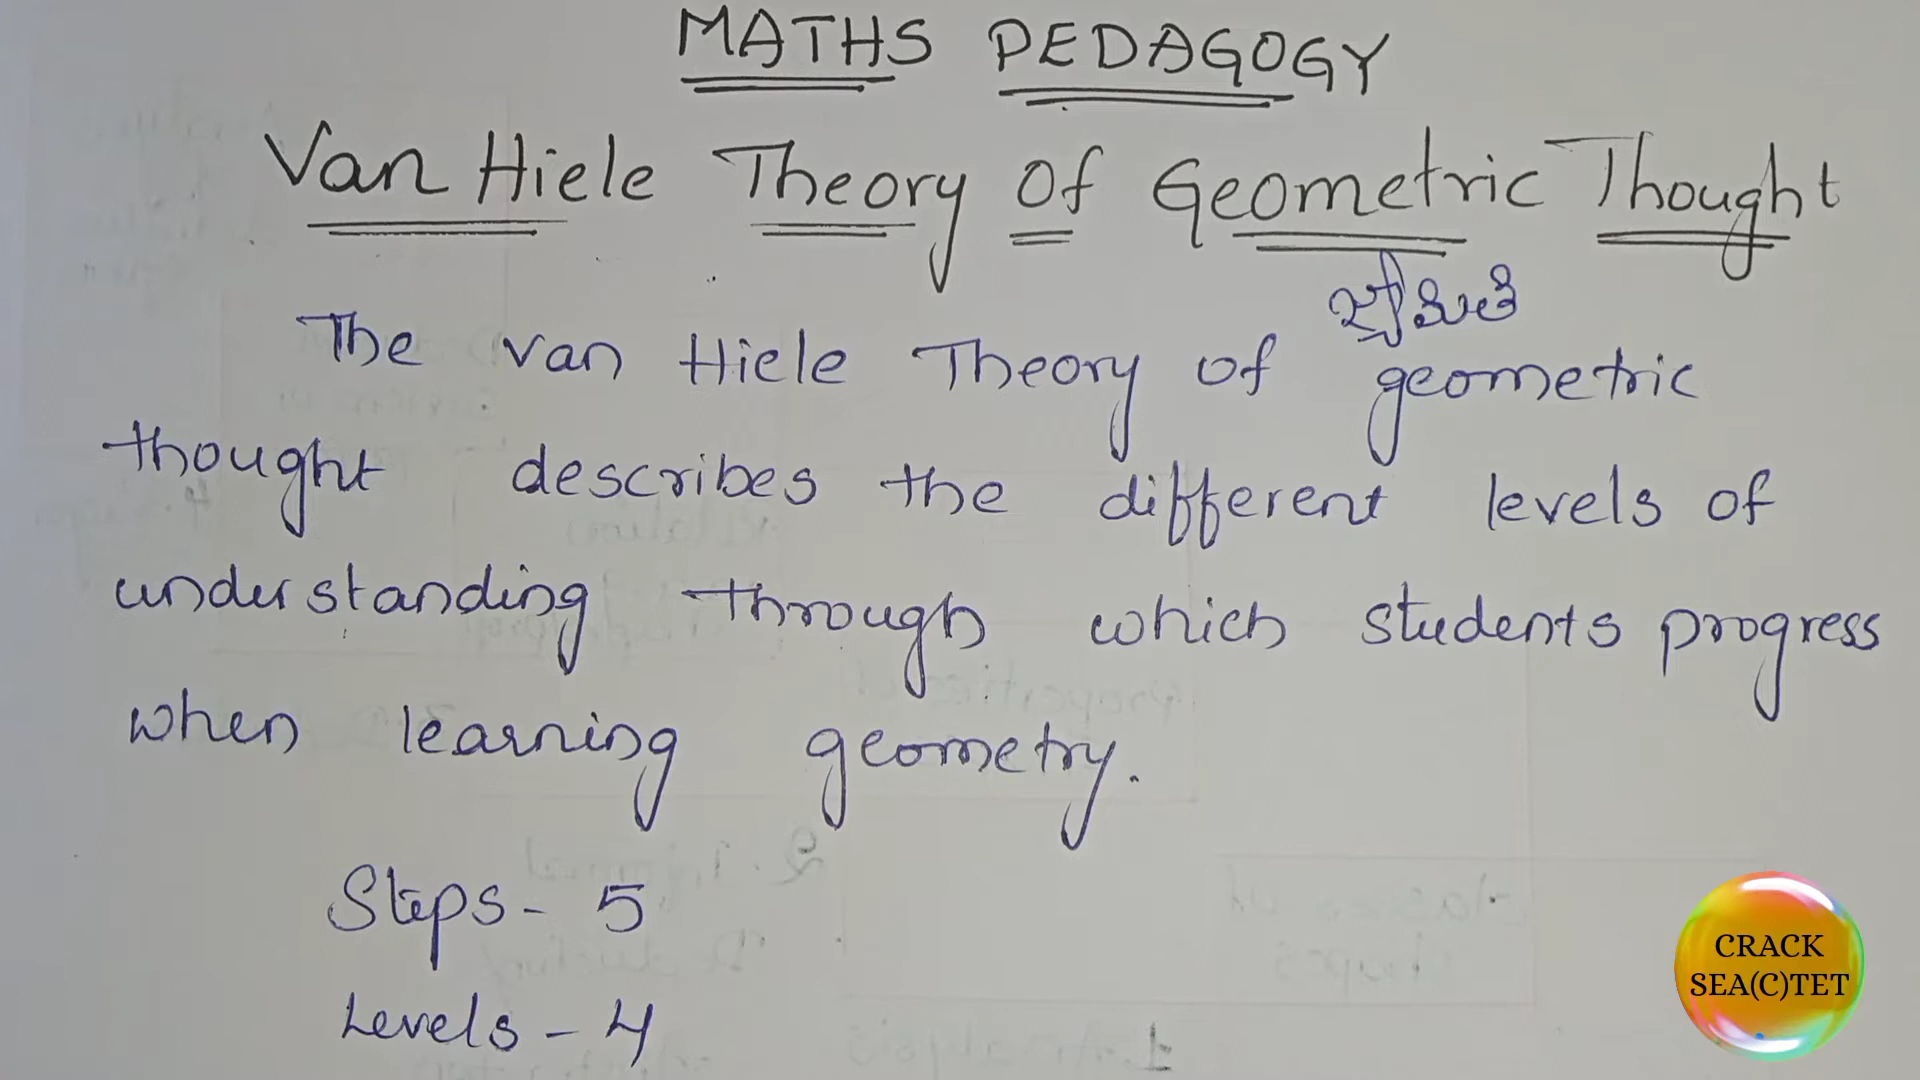 MATHS PEDAGOGY
Van Hiele Theory Of Geometric Thought
The van Hiele Theory of geometric
thought describes the different levels of
understanding through which students progress
when learning geometry.
Steps - 5
Levels - 4
CRACK
SEA(C)TET